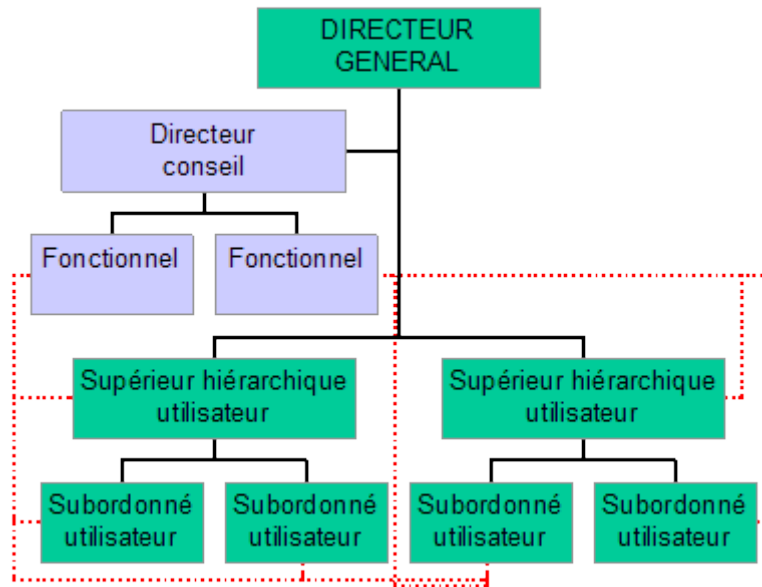 DIRECTEUR
GENERAL
Directeur
conseil
Fonctionnel
Fonctionnel
Supérieur hiérarchique
utilisateur
Supérieur hiérarchique
utilisateur
Subordonné
utilisateur
Subordonné
utilisateur
Subordonné
utilisateur
Subordonné
utilisateur